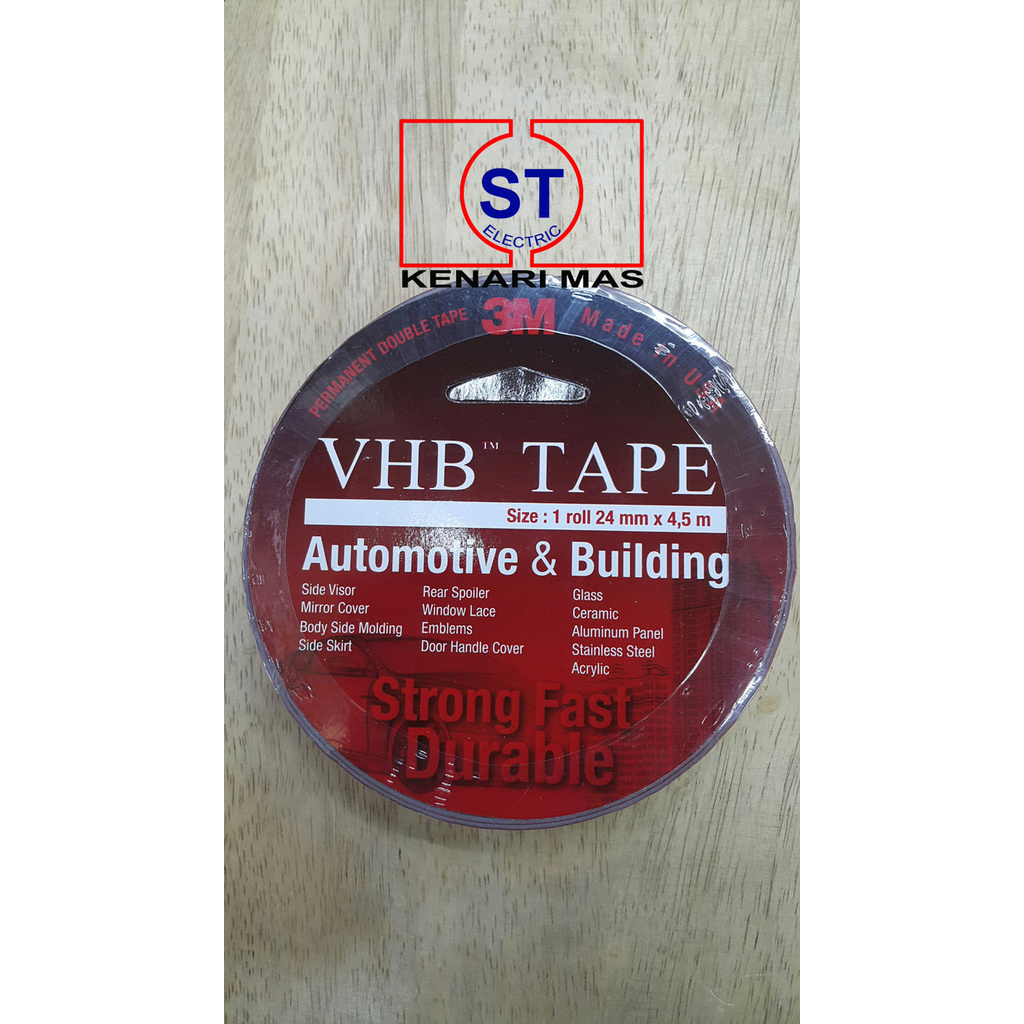 ST
ELECTRIC
KENARI MAS
PERMANENT DOUBLE TAPE 3M Made in
VHB™ TAPE
Size : 1 roll 24 mm x 4,5 m
Automotive & Building
Side Visor
Mirror Cover
Body Side Molding
Side Skirt
Rear Spoiler
Window Lace
Emblems
Door Handle Cover
Glass
Ceramic
Aluminum Panel
Stainless Steel
Acrylic
Strong Fast
Durable